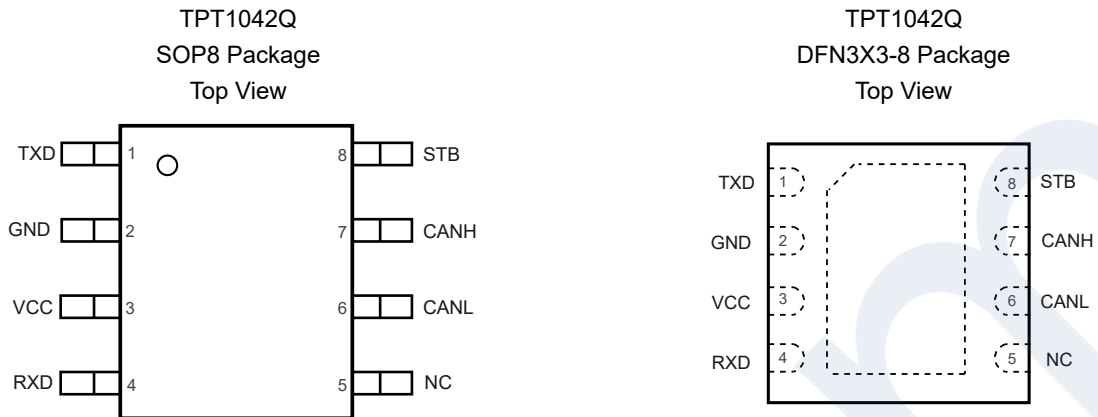 TPT1042Q
SOP8 Package
Top View
TXD 1 8 STB
GND 2 7 CANH
VCC 3 6 CANL
RXD 4 5 NC
TPT1042Q
DFN3X3-8 Package
Top View
TXD 1 8 STB
GND 2 7 CANH
VCC 3 6 CANL
RXD 4 5 NC